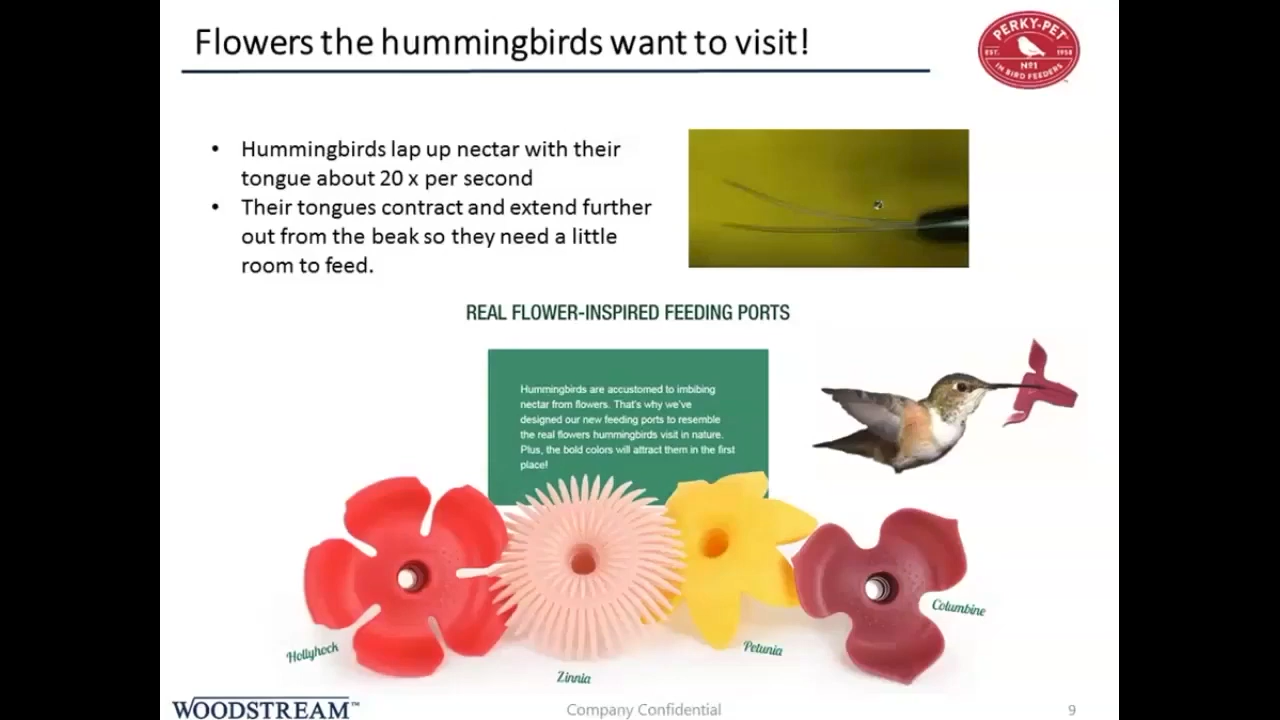 Flowers the hummingbirds want to visit!
PERKY-PET
EST. 1958
Nº1
IN BIRD FEEDERS
• Hummingbirds lap up nectar with their
tongue about 20 x per second
• Their tongues contract and extend further
out from the beak so they need a little
room to feed.
REAL FLOWER-INSPIRED FEEDING PORTS
Hummingbirds are accustomed to imbibing
nectar from flowers. That's why we've
designed our new feeding ports to resemble
the real flowers hummingbirds visit in nature.
Plus, the bold colors will attract them in the first
place!
Hollyhock
Zinnia
Petunia
Columbine
WOODSTREAM™
Company Confidential
9